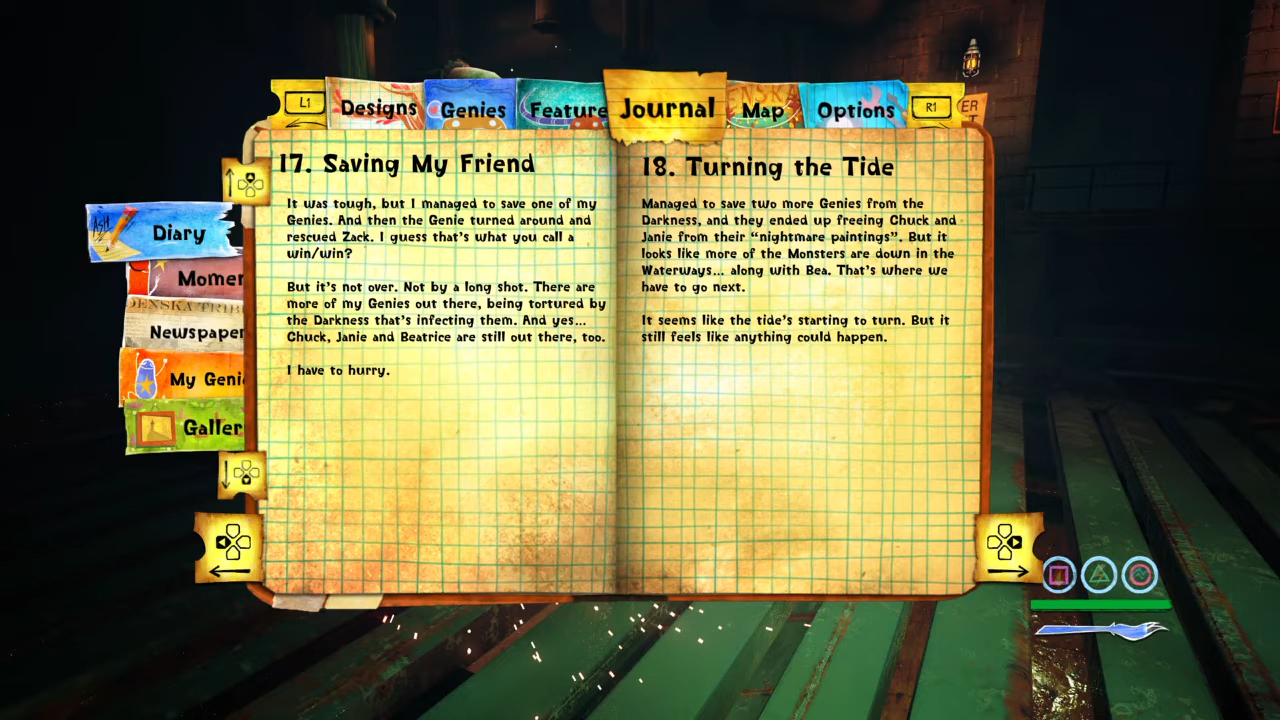 L1
Designs
Genies
Feature
Journal
Map
Options
R1
ER
Diary
Momen
DENSKA TRIB
Newspaper
My Geni
Galler
17. Saving My Friend
It was tough, but I managed to save one of my
Genies. And then the Genie turned around and
rescued Zack. I guess that's what you call a
win/win?
But it's not over. Not by a long shot. There are
more of my Genies out there, being tortured by
the Darkness that's infecting them. And yes...
Chuck, Janie and Beatrice are still out there, too.
I have to hurry.
18. Turning the Tide
Managed to save two more Genies from the
Darkness, and they ended up freeing Chuck and
Janie from their “nightmare paintings”. But it
looks like more of the Monsters are down in the
Waterways... along with Bea. That's where we
have to go next.
It seems like the tide's starting to turn. But it
still feels like anything could happen.